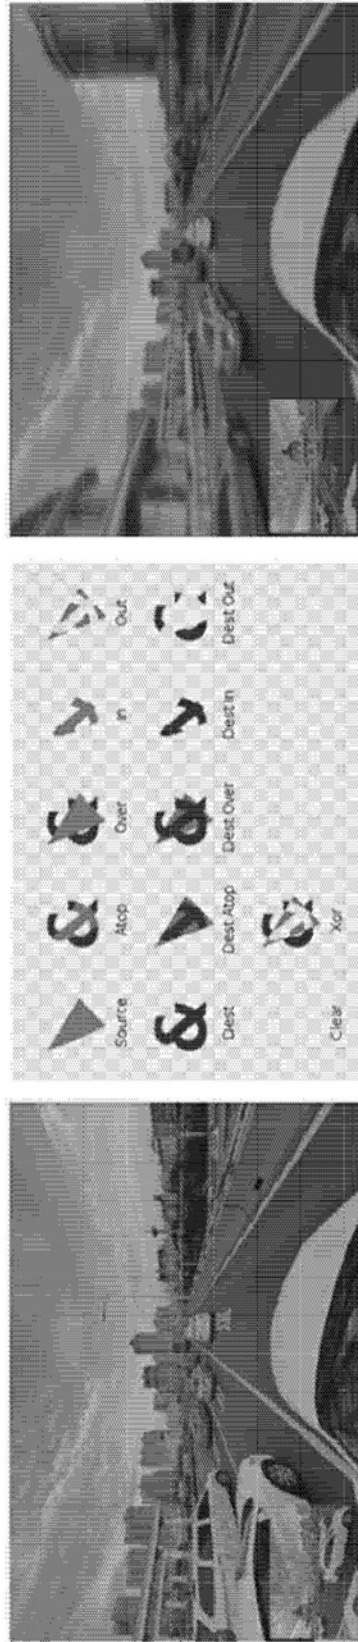 Source Atop Over In Out
Dest Dest Atop Dest Over Dest In Dest Out
Clear Xor